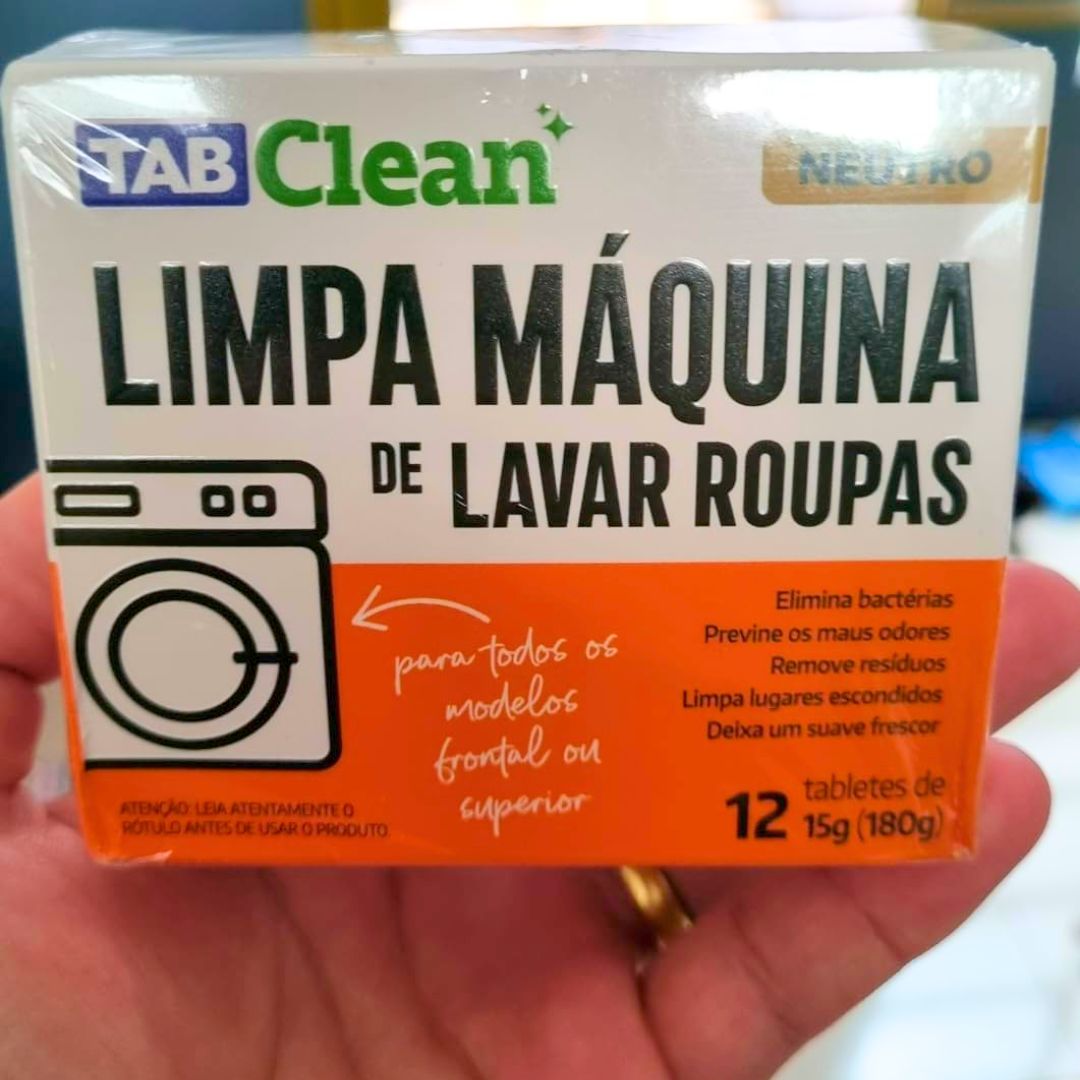 TAB Clean
NEUTRO
LIMPA MÁQUINA
DE LAVAR ROUPAS
para todos os
modelos
frontal ou
superior
Elimina bactérias
Previne os maus odores
Remove resíduos
Limpa lugares escondidos
Deixa um suave frescor
ATENÇÃO: LEIA ATENTAMENTE O
RÓTULO ANTES DE USAR O PRODUTO.
12 tabletes de
15g (180g)